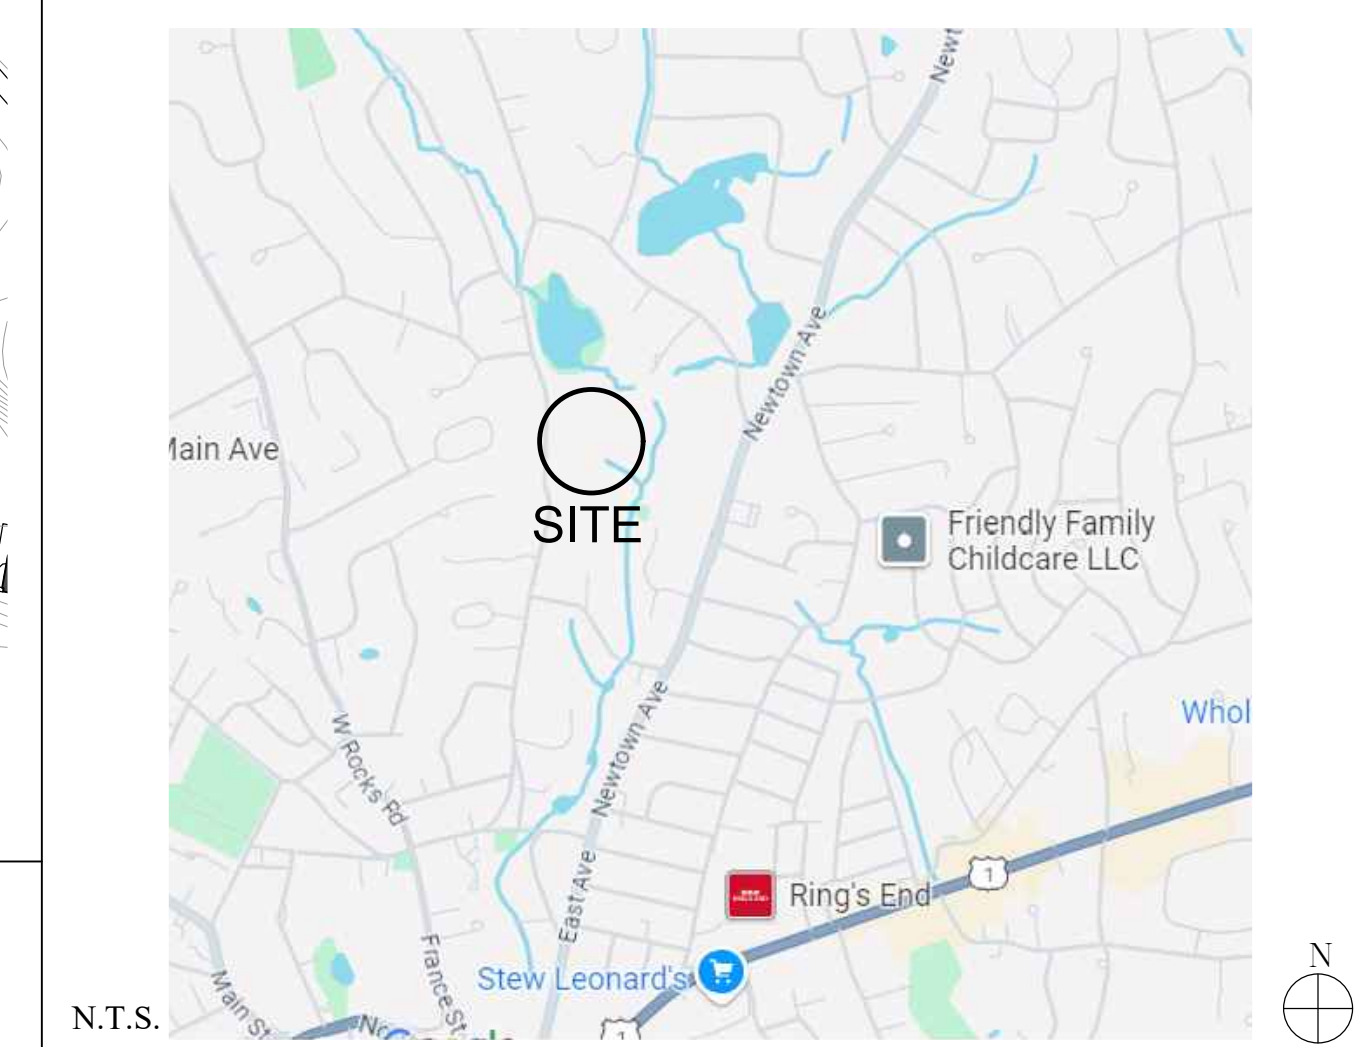 Newt
Newtown Ave
Main Ave
SITE
Friendly Family
Childcare LLC
Newtown Ave
W Rocks Rd
Whol
1
Ring's End
East Ave
France St
Stew Leonard's
Main St
N
N.T.S.
1